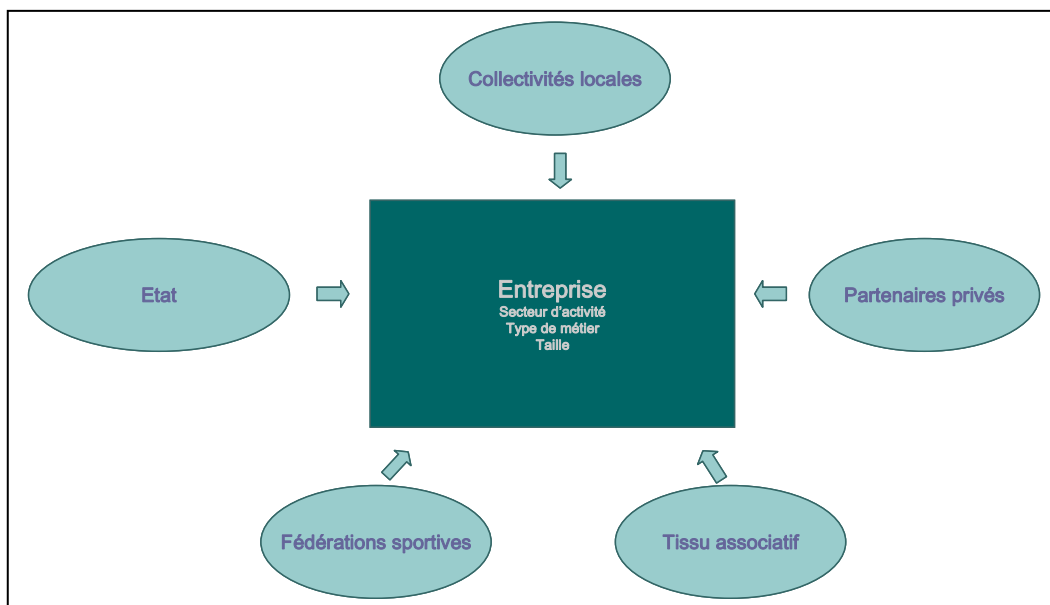 Collectivités locales
Etat
Entreprise
Secteur d'activité
Type de métier
Taille
Partenaires privés
Fédérations sportives
Tissu associatif